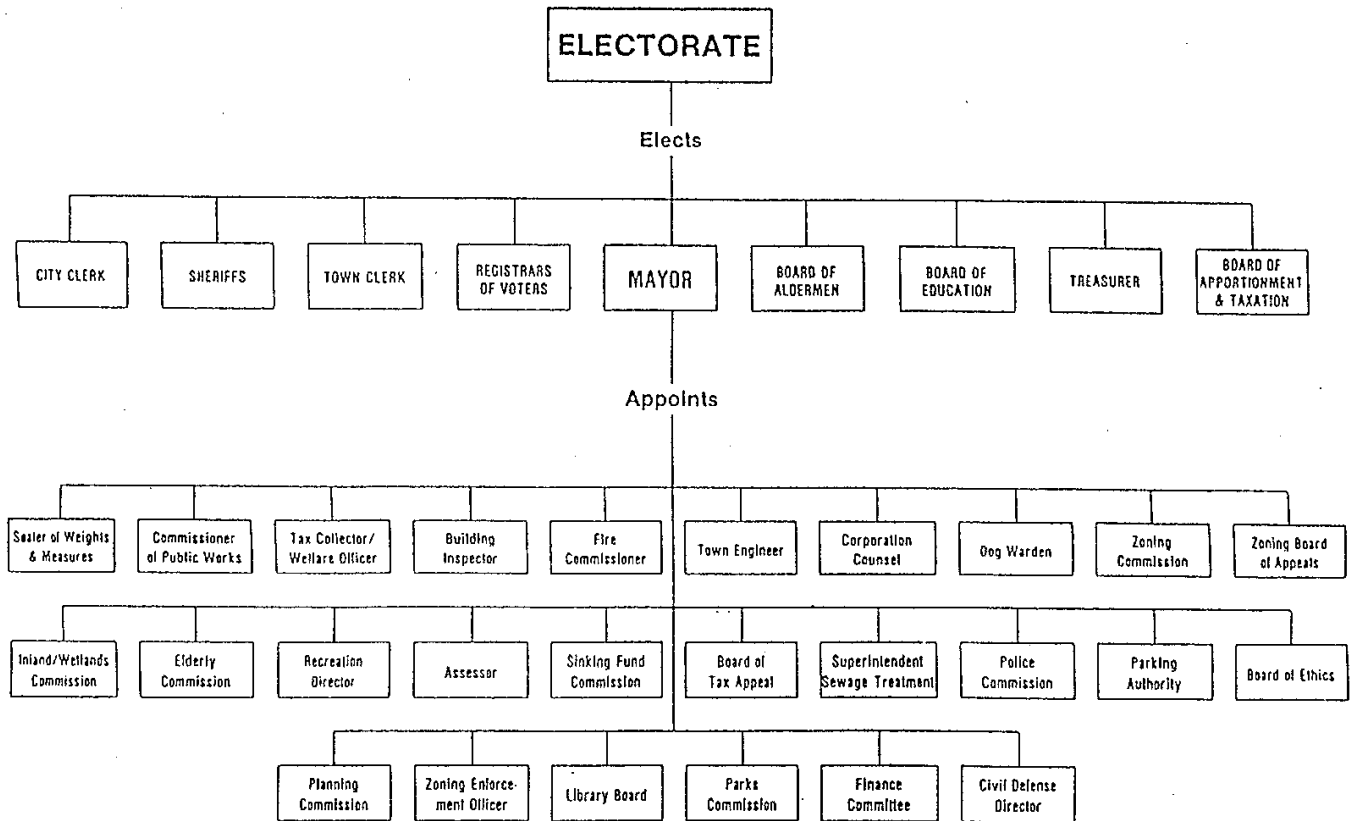 ELECTORATE
Elects
CITY CLERK
SHERIFFS
TOWN CLERK
REGISTRARS
OF VOTERS
MAYOR
BOARD OF
ALDERMEN
BOARD OF
EDUCATION
TREASURER
BOARD OF
APPORTIONMENT
& TAXATION
Appoints
Sealer of Weights
& Measures
Commissioner
of Public Works
Tax Collector/
Welfare Officer
Building
Inspector
Fire
Commissioner
Town Engineer
Corporation
Counsel
Dog Warden
Zoning
Commission
Zoning Board
of Appeals
Inland/Wetlands
Commission
Elderly
Commission
Recreation
Director
Assessor
Sinking Fund
Commission
Board of
Tax Appeal
Superintendent
Sewage Treatment
Police
Commission
Parking
Authority
Board of Ethics
Planning
Commission
Zoning Enforce-
ment Officer
Library Board
Parks
Commission
Finance
Committee
Civil Defense
Director